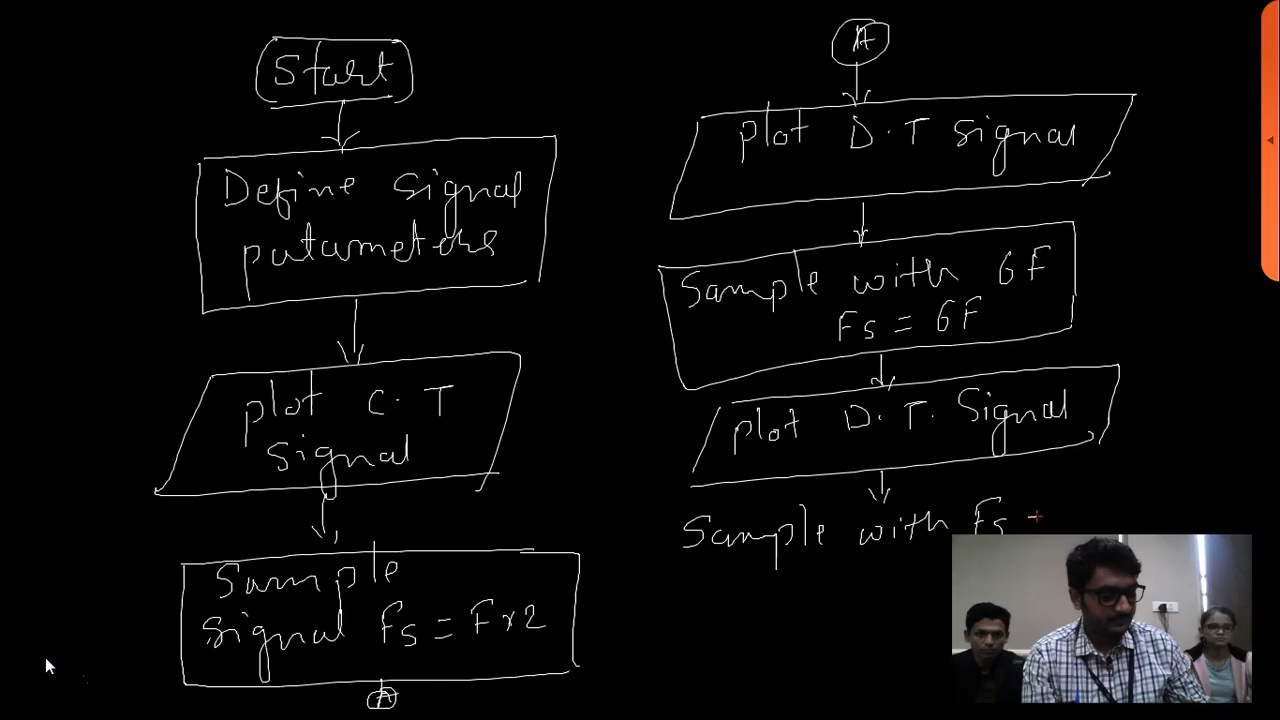 Start
Define signal
parameters
plot C.T
signal
Sample
signal Fs = F x 2
A
A
plot D.T signal
Sample with 6F
Fs = 6F
plot D.T. Signal
Sample with Fs -